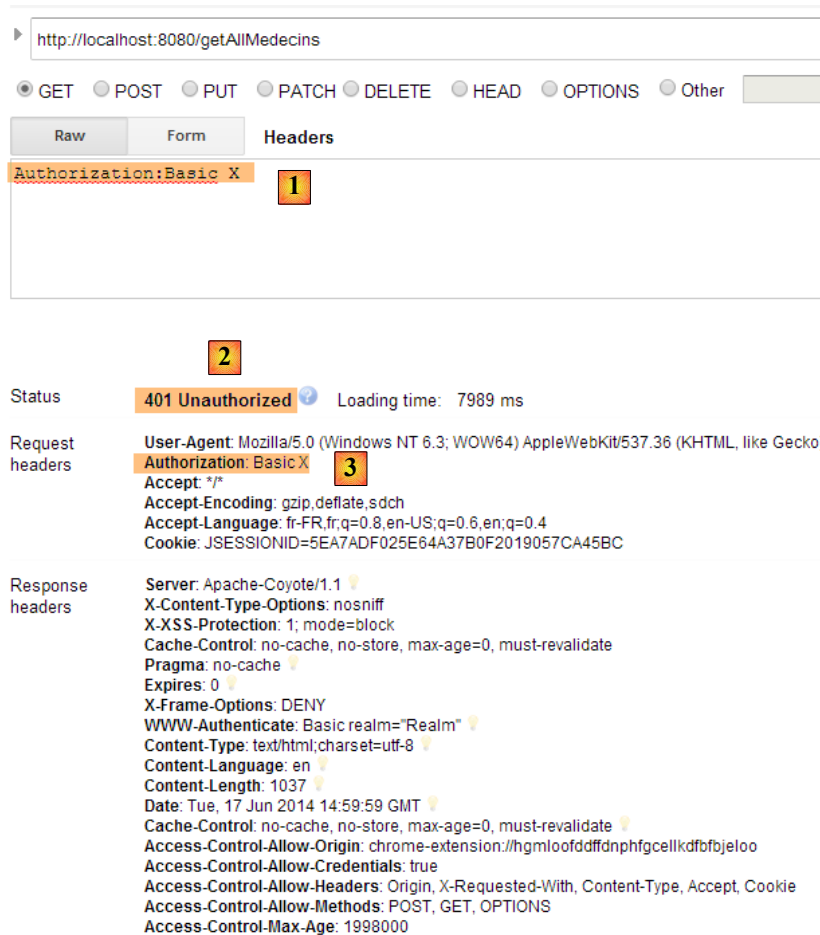 http://localhost:8080/getAllMedecins
GET POST PUT PATCH DELETE HEAD OPTIONS Other
Raw Form Headers
Authorization:Basic X
1
2
Status 401 Unauthorized ? Loading time: 7989 ms
Request headers
User-Agent: Mozilla/5.0 (Windows NT 6.3; WOW64) AppleWebKit/537.36 (KHTML, like Gecko
Authorization: Basic X
3
Accept: */*
Accept-Encoding: gzip,deflate,sdch
Accept-Language: fr-FR,fr;q=0.8,en-US;q=0.6,en;q=0.4
Cookie: JSESSIONID=5EA7ADF025E64A37B0F2019057CA45BC
Response headers
Server: Apache-Coyote/1.1
X-Content-Type-Options: nosniff
X-XSS-Protection: 1; mode=block
Cache-Control: no-cache, no-store, max-age=0, must-revalidate
Pragma: no-cache
Expires: 0
X-Frame-Options: DENY
WWW-Authenticate: Basic realm="Realm"
Content-Type: text/html;charset=utf-8
Content-Language: en
Content-Length: 1037
Date: Tue, 17 Jun 2014 14:59:59 GMT
Cache-Control: no-cache, no-store, max-age=0, must-revalidate
Access-Control-Allow-Origin: chrome-extension://hgmloofddffdnphfgcellkdfbfbjeloo
Access-Control-Allow-Credentials: true
Access-Control-Allow-Headers: Origin, X-Requested-With, Content-Type, Accept, Cookie
Access-Control-Allow-Methods: POST, GET, OPTIONS
Access-Control-Max-Age: 1998000